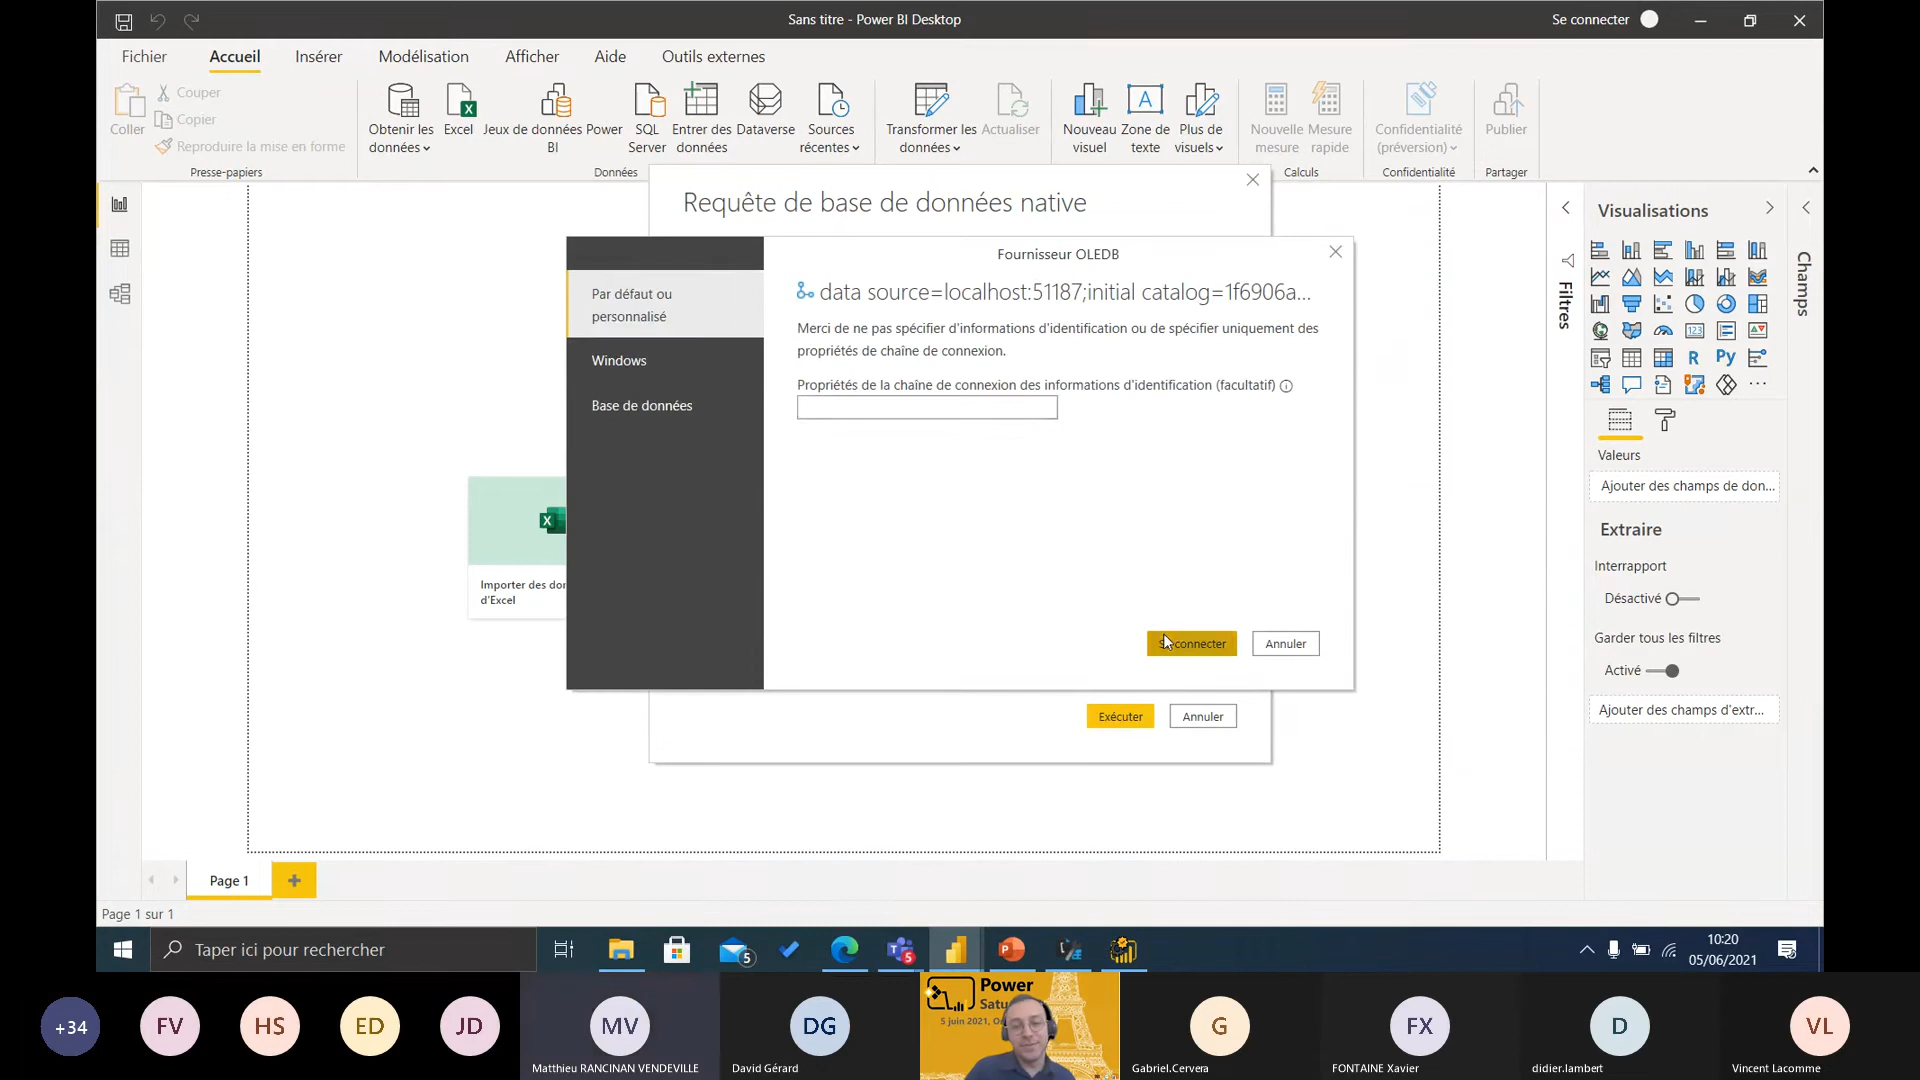 Sans titre - Power BI Desktop
Se connecter
Fichier
Accueil
Insérer
Modélisation
Afficher
Aide
Outils externes
Coller
Couper
Copier
Reproduire la mise en forme
Presse-papiers
Obtenir les
données
Excel
Jeux de données Power
BI
SQL
Server
Entrer des
données
Dataverse
Sources
récentes
Données
Transformer les
données
Actualiser
Nouveau
visuel
Zone de
texte
Plus de
visuels
Nouvelle
mesure
Mesure
rapide
Calculs
Confidentialité
(préversion)
Confidentialité
Publier
Partager
Requête de base de données native
Fournisseur OLEDB
Par défaut ou
personnalisé
Windows
Base de données
data source=localhost:51187;initial catalog=1f6906a...
Merci de ne pas spécifier d'informations d'identification ou de spécifier uniquement des
propriétés de chaîne de connexion.
Propriétés de la chaîne de connexion des informations d'identification (facultatif)
connecter
Annuler
Exécuter
Annuler
Importer des don
d'Excel
Filtres
Visualisations
Champs
123
R
Py
Valeurs
Ajouter des champs de don...
Extraire
Interrapport
Désactivé
Garder tous les filtres
Activé
Ajouter des champs d'extr...
Page 1
Page 1 sur 1
Taper ici pour rechercher
5
5
10:20
05/06/2021
+34
FV
HS
ED
JD
MV
Matthieu RANCINAN VENDEVILLE
DG
David Gérard
Power
Satu
5 juin 2021,
G
Gabriel.Cervera
FX
FONTAINE Xavier
D
didier.lambert
VL
Vincent Lacomme